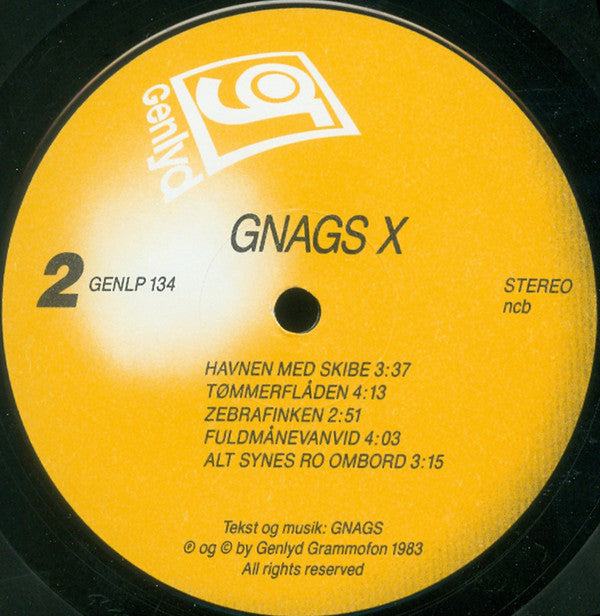 Genlyd
GNAGS X
2 GENLP 134
STEREO
ncb
HAVNEN MED SKIBE 3:37
TØMMERFLÅDEN 4:13
ZEBRAFINKEN 2:51
FULDMÅNEVANVID 4:03
ALT SYNES RO OMBORD 3:15
Tekst og musik: GNAGS
℗ og © by Genlyd Grammofon 1983
All rights reserved